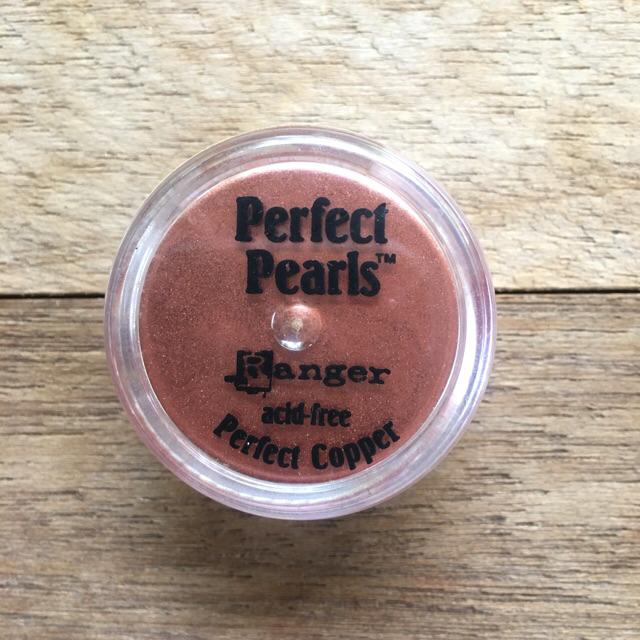 Perfect
Pearls™
Ranger
acid-free
Perfect Copper